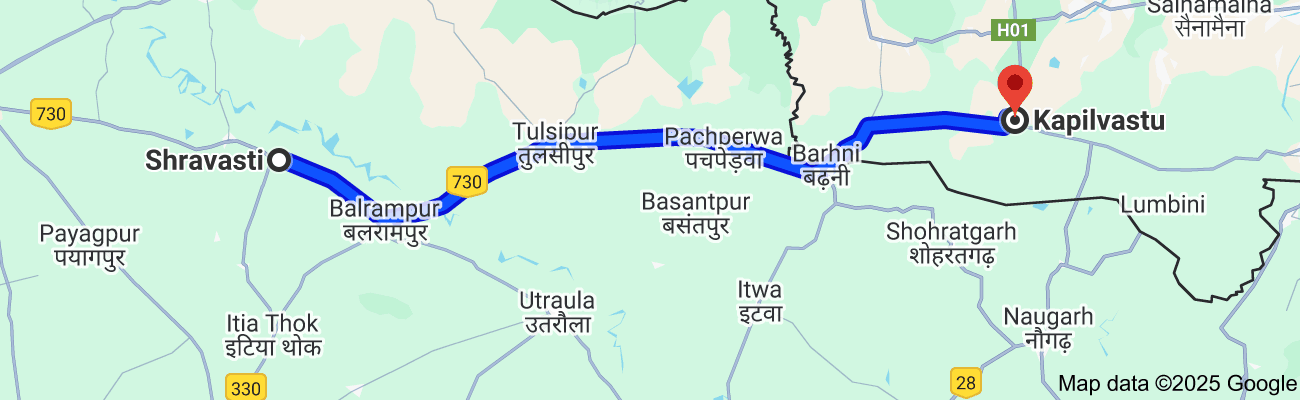 Sainamaina
सैनामैना
H01
730
Kapilvastu
Tulsipur
तुलसीपुर
Pachperwa
पचपेड़वा
Shravasti
Barhni
बढ़नी
730
Balrampur
बलरामपुर
Basantpur
बसंतपुर
Lumbini
Payagpur
पयागपुर
Shohratgarh
शोहरतगढ़
Utraula
उतरौला
Itwa
इटवा
Itia Thok
इटिया थोक
Naugarh
नौगढ़
330
28
Map data ©2025 Google